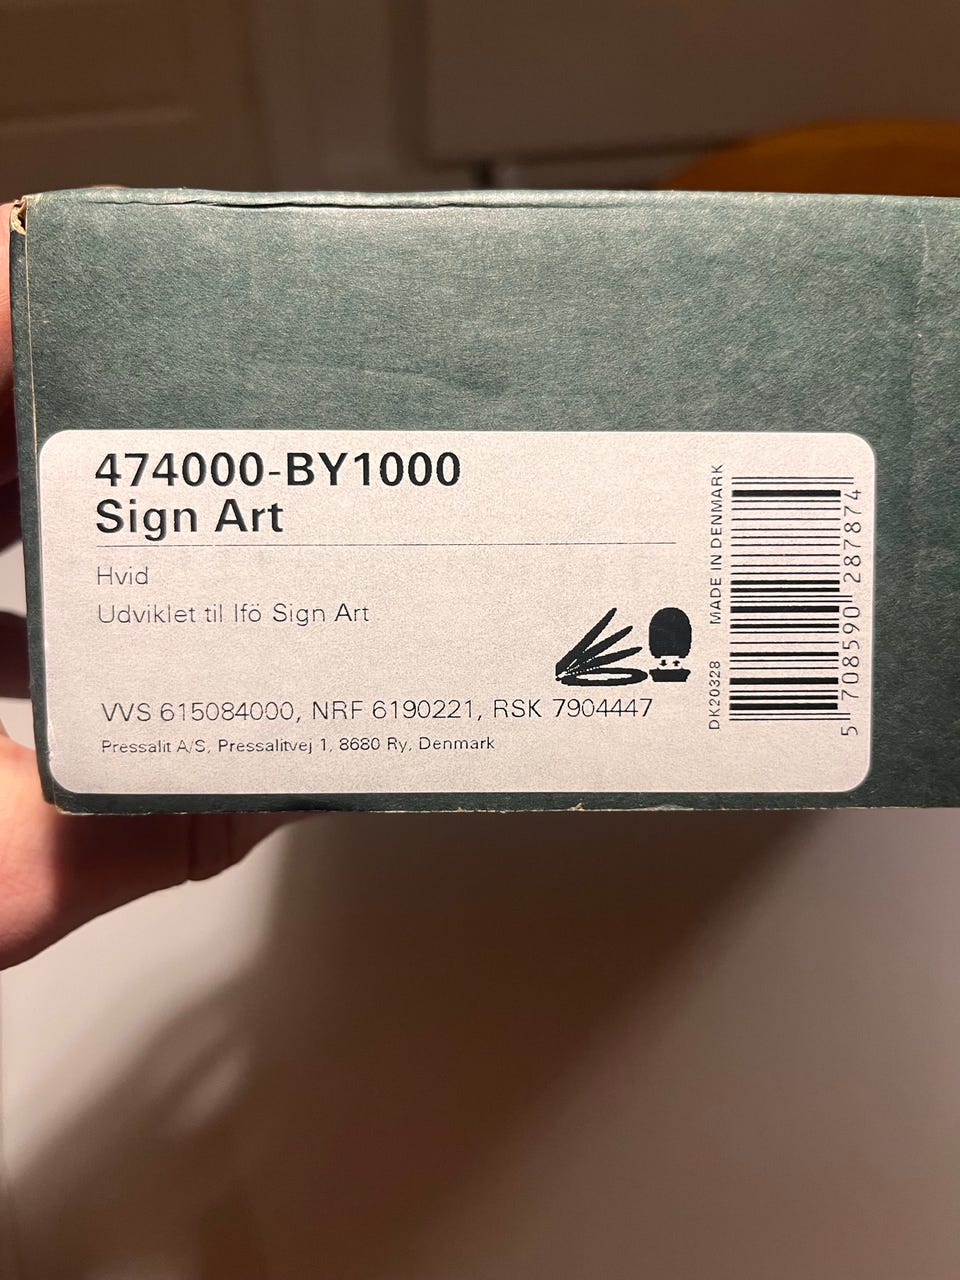 474000-BY1000
Sign Art
Hvid
Udviklet til Ifö Sign Art
VVS 615084000, NRF 6190221, RSK 7904447
Pressalit A/S, Pressalitvej 1, 8680 Ry, Denmark
DK20328
MADE IN DENMARK
5 708590 287874